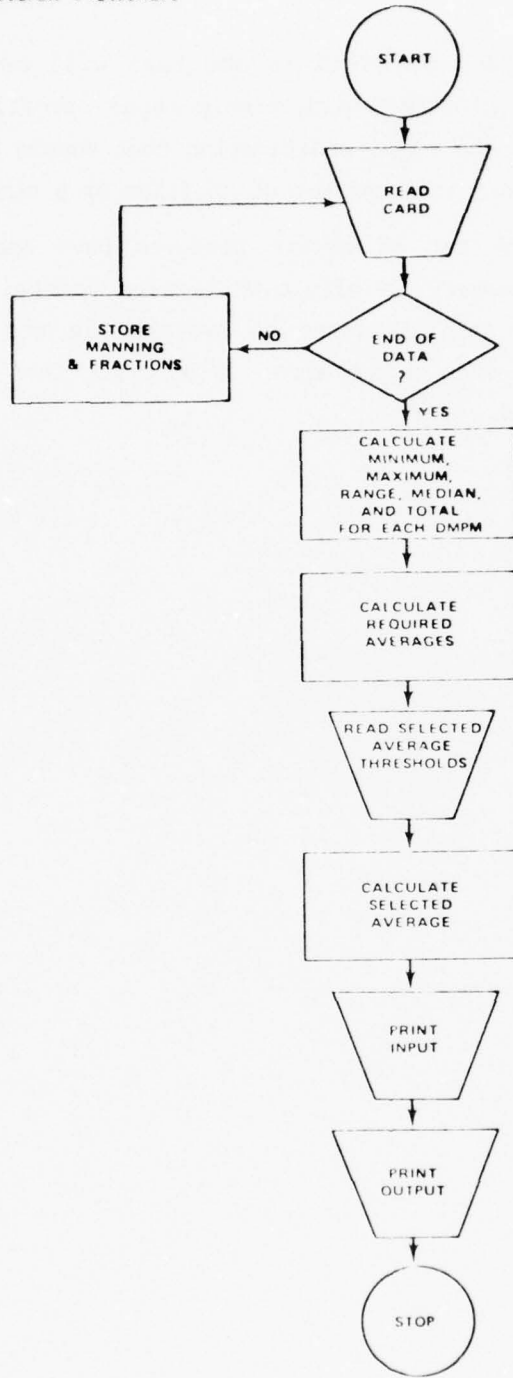 START
READ
CARD
STORE
MANNING
& FRACTIONS
NO
END OF
DATA
?
YES
CALCULATE
MINIMUM,
MAXIMUM,
RANGE, MEDIAN,
AND TOTAL
FOR EACH DMPM
CALCULATE
REQUIRED
AVERAGES
READ SELECTED
AVERAGE
THRESHOLDS
CALCULATE
SELECTED
AVERAGE
PRINT
INPUT
PRINT
OUTPUT
STOP